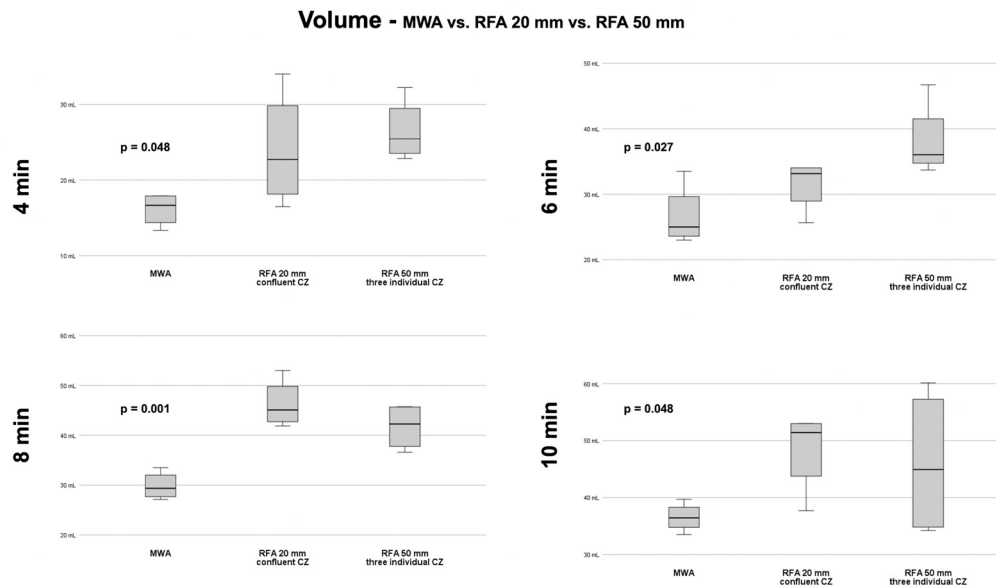 Volume - MWA vs. RFA 20 mm vs. RFA 50 mm
4 min
30 mL
20 mL
10 mL
p = 0.048
MWA
RFA 20 mm
confluent CZ
RFA 50 mm
three individual CZ
6 min
50 mL
40 mL
30 mL
20 mL
p = 0.027
MWA
RFA 20 mm
confluent CZ
RFA 50 mm
three individual CZ
8 min
60 mL
50 mL
40 mL
30 mL
20 mL
p = 0.001
MWA
RFA 20 mm
confluent CZ
RFA 50 mm
three individual CZ
10 min
60 mL
50 mL
40 mL
30 mL
p = 0.048
MWA
RFA 20 mm
confluent CZ
RFA 50 mm
three individual CZ